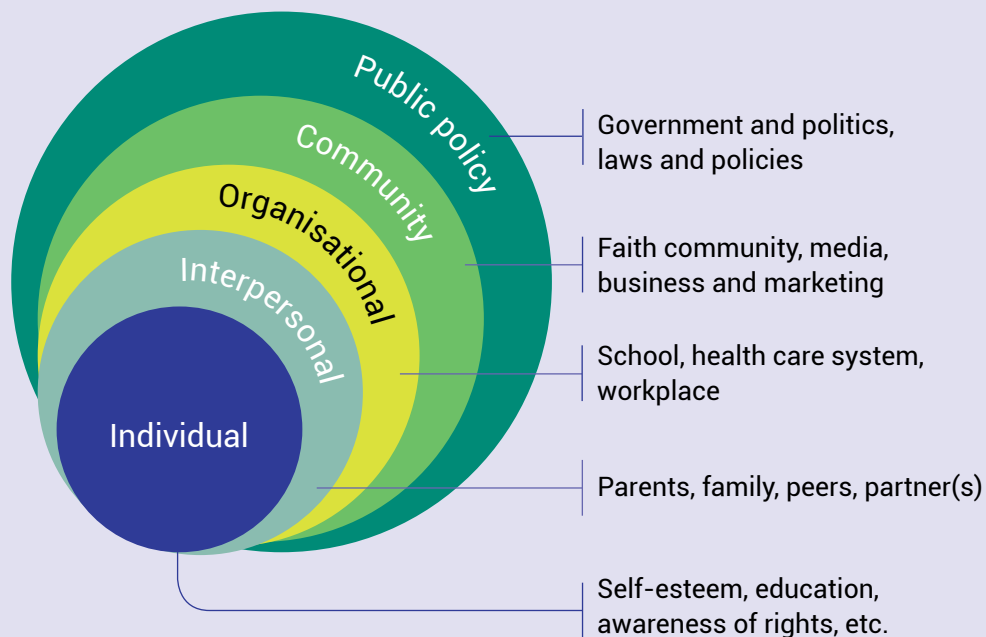 Public policy
Community
Organisational
Interpersonal
Individual
Government and politics,
laws and policies
Faith community, media,
business and marketing
School, health care system,
workplace
Parents, family, peers, partner(s)
Self-esteem, education,
awareness of rights, etc.